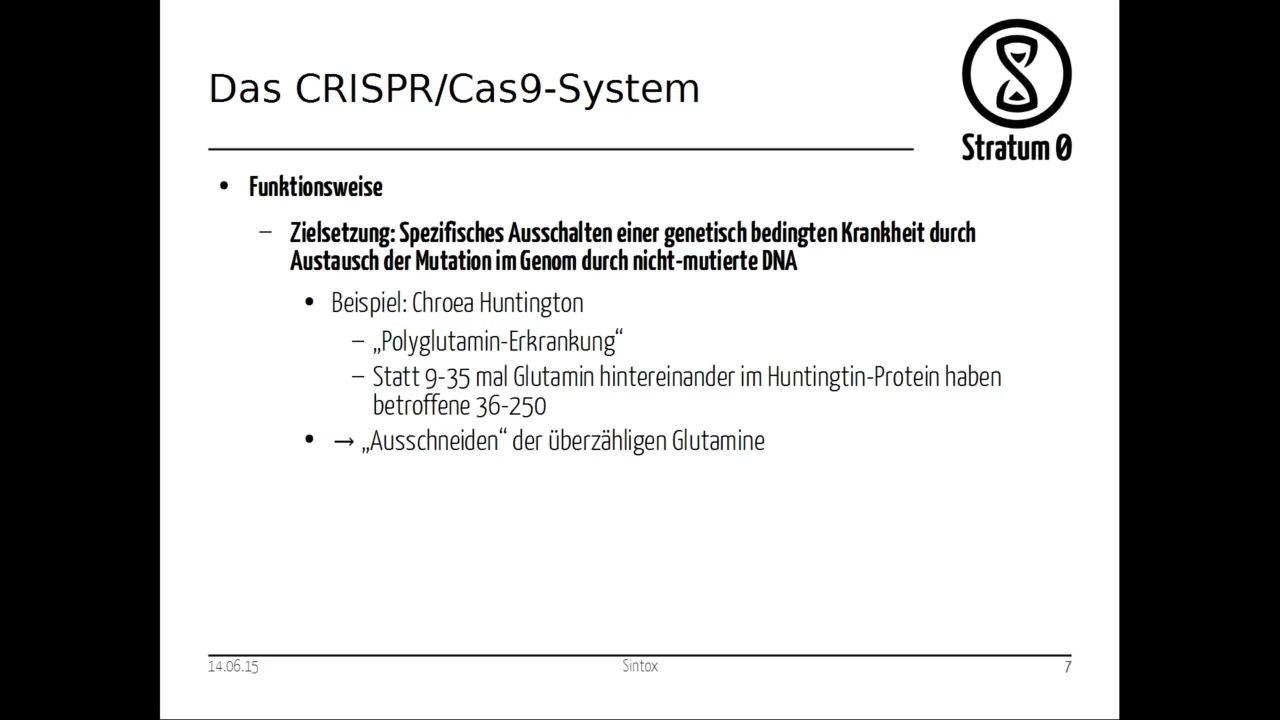 Das CRISPR/Cas9-System
Stratum 0
• Funktionsweise
– Zielsetzung: Spezifisches Ausschalten einer genetisch bedingten Krankheit durch
Austausch der Mutation im Genom durch nicht-mutierte DNA
• Beispiel: Chroea Huntington
– „Polyglutamin-Erkrankung“
– Statt 9-35 mal Glutamin hintereinander im Huntingtin-Protein haben
betroffene 36-250
• → „Ausschneiden“ der überzähligen Glutamine
14.06.15
Sintox
7